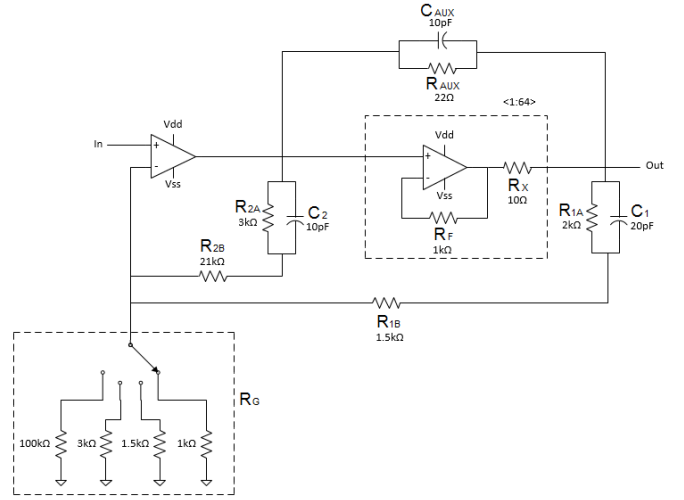 CAUX
10pF
RAUX
22Ω
<1:64>
In
+
-
Vdd
Vss
+
-
Vdd
Vss
RX
10Ω
Out
RF
1kΩ
R2A
3kΩ
C2
10pF
R1A
2kΩ
C1
20pF
R2B
21kΩ
R1B
1.5kΩ
RG
100kΩ
3kΩ
1.5kΩ
1kΩ